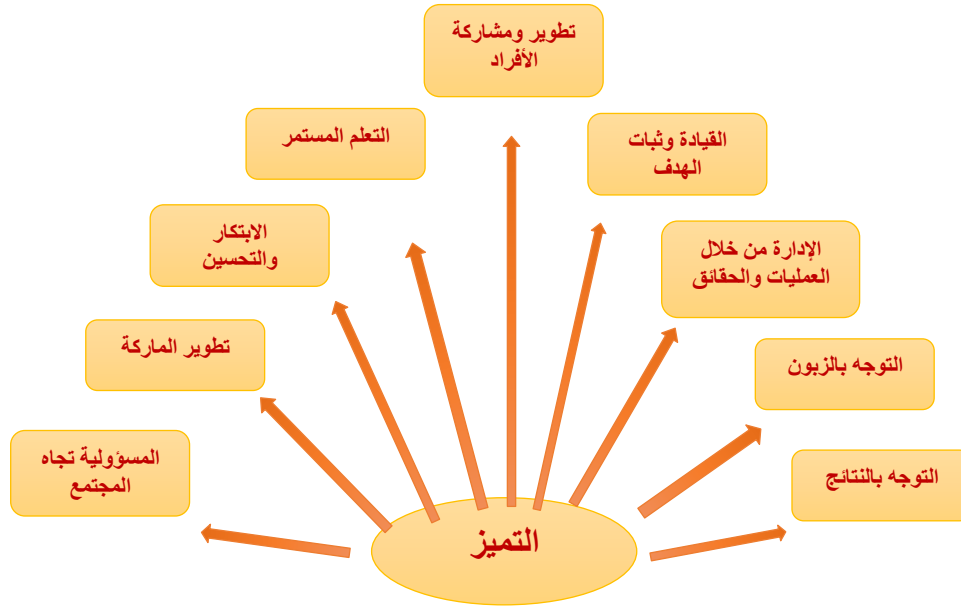 تطوير ومشاركة
الأفراد
القيادة وثبات
الهدف
التعلم المستمر
الإدارة من خلال
العمليات والحقائق
الابتكار
والتحسين
التوجه بالزبون
تطوير الماركة
التوجه بالنتائج
المسؤولية تجاه
المجتمع
التميز